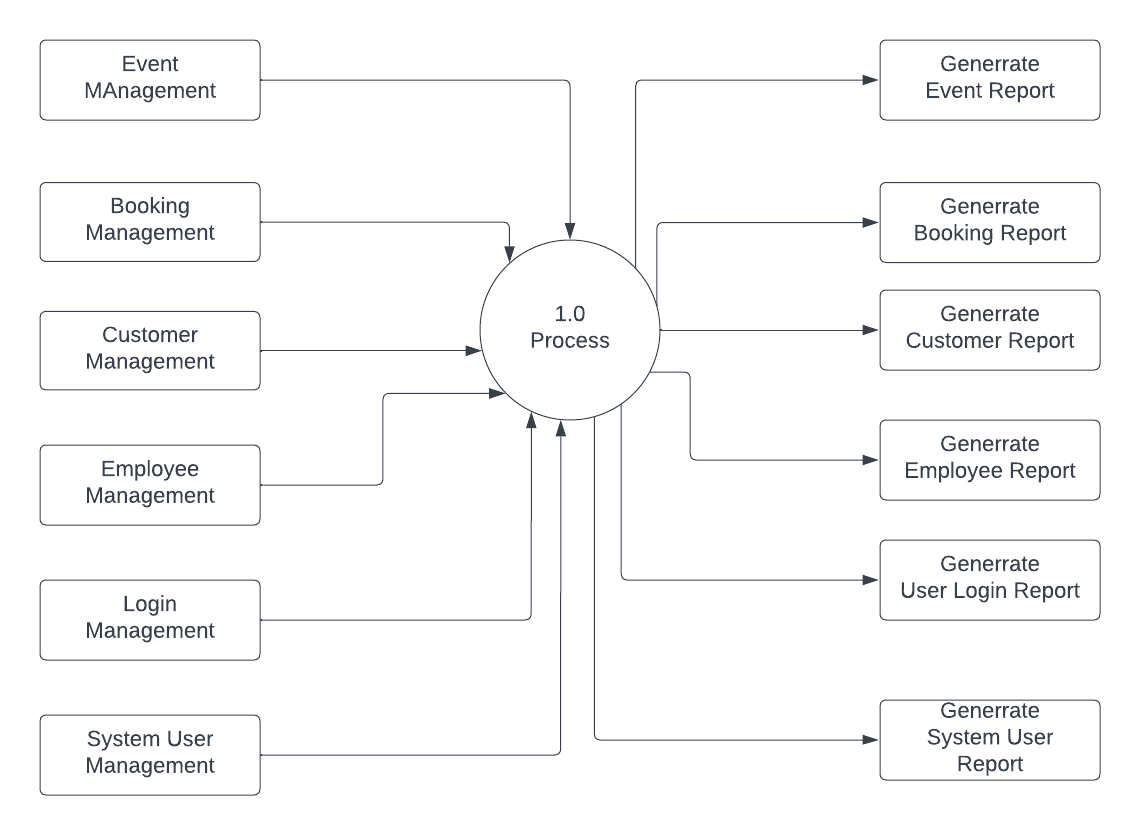 Event
MAnagement
Booking
Management
Customer
Management
Employee
Management
Login
Management
System User
Management
1.0
Process
Generrate
Event Report
Generrate
Booking Report
Generrate
Customer Report
Generrate
Employee Report
Generrate
User Login Report
Generrate
System User
Report